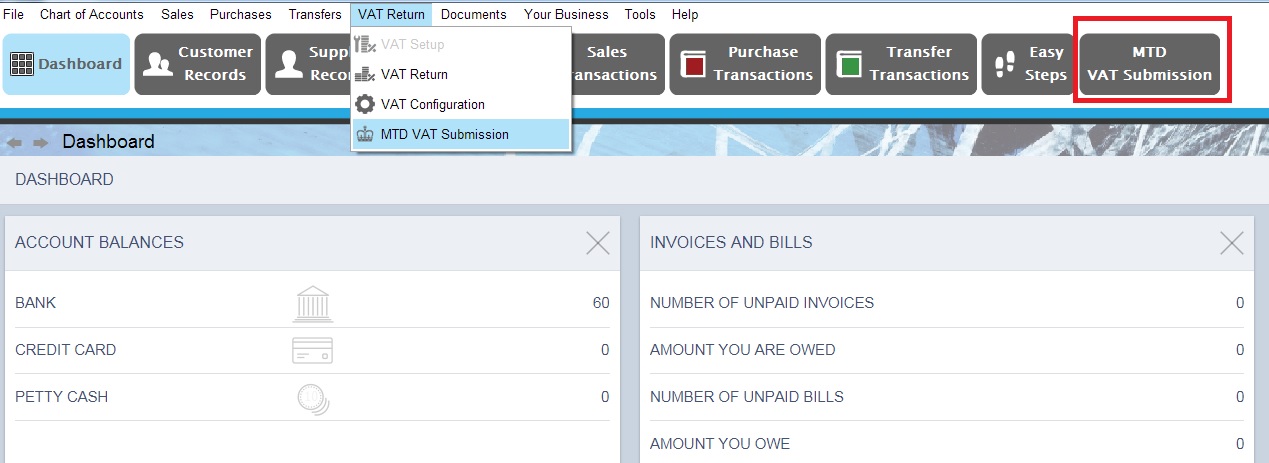 File Chart of Accounts Sales Purchases Transfers VAT Return Documents Your Business Tools Help
VAT Setup
VAT Return
VAT Configuration
MTD VAT Submission
Dashboard
Customer
Records
Sales
Purchase
Transactions
Transfer
Transactions
Easy
Steps
MTD
VAT Submission
Dashboard
DASHBOARD
ACCOUNT BALANCES
BANK 60
CREDIT CARD 0
PETTY CASH 0
INVOICES AND BILLS
NUMBER OF UNPAID INVOICES 0
AMOUNT YOU ARE OWED 0
NUMBER OF UNPAID BILLS 0
AMOUNT YOU OWE 0